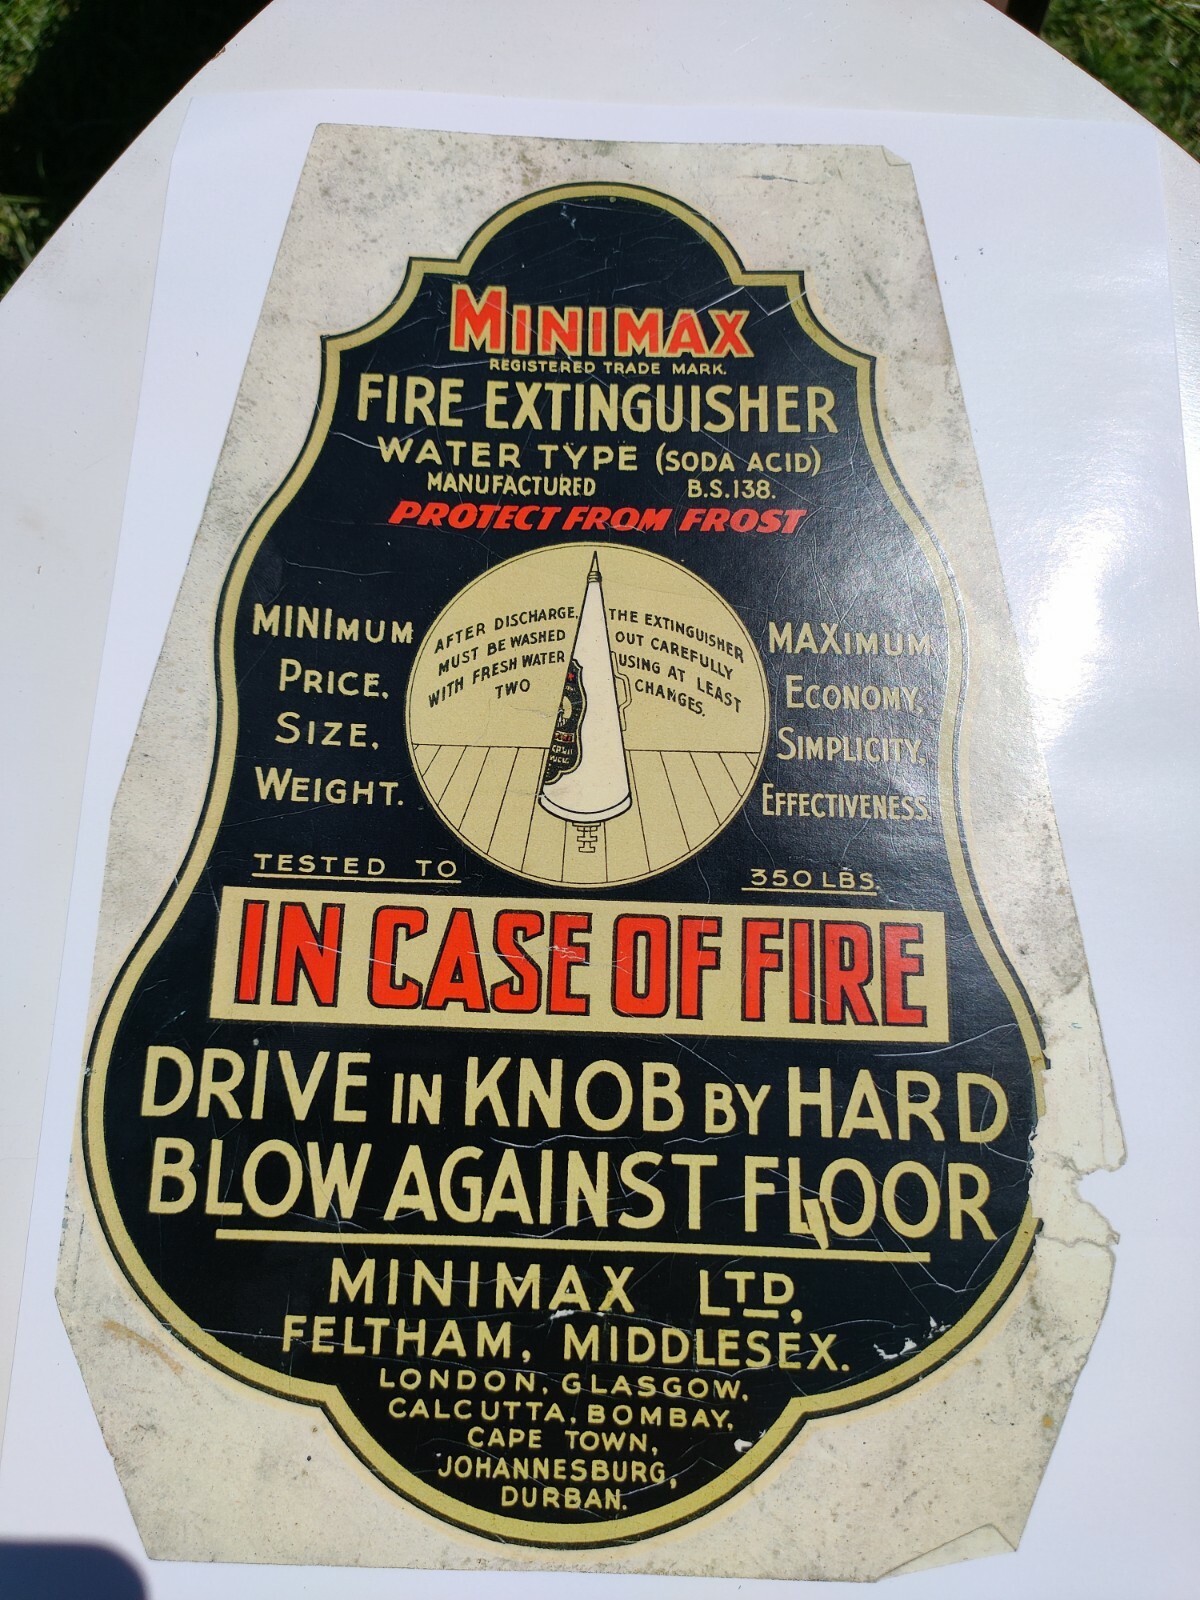 MINIMAX
REGISTERED TRADE MARK.
FIRE EXTINGUISHER
WATER TYPE (SODA ACID)
MANUFACTURED B.S.138.
PROTECT FROM FROST
MINIMUM
PRICE,
SIZE,
WEIGHT.
AFTER DISCHARGE, THE EXTINGUISHER
MUST BE WASHED OUT CAREFULLY
WITH FRESH WATER USING AT LEAST
TWO CHANGES.
MAXIMUM
ECONOMY,
SIMPLICITY,
EFFECTIVENESS.
TESTED TO 350 LBS.
IN CASE OF FIRE
DRIVE IN KNOB BY HARD
BLOW AGAINST FLOOR
MINIMAX LTD,
FELTHAM, MIDDLESEX.
LONDON, GLASGOW,
CALCUTTA, BOMBAY,
CAPE TOWN,
JOHANNESBURG,
DURBAN.